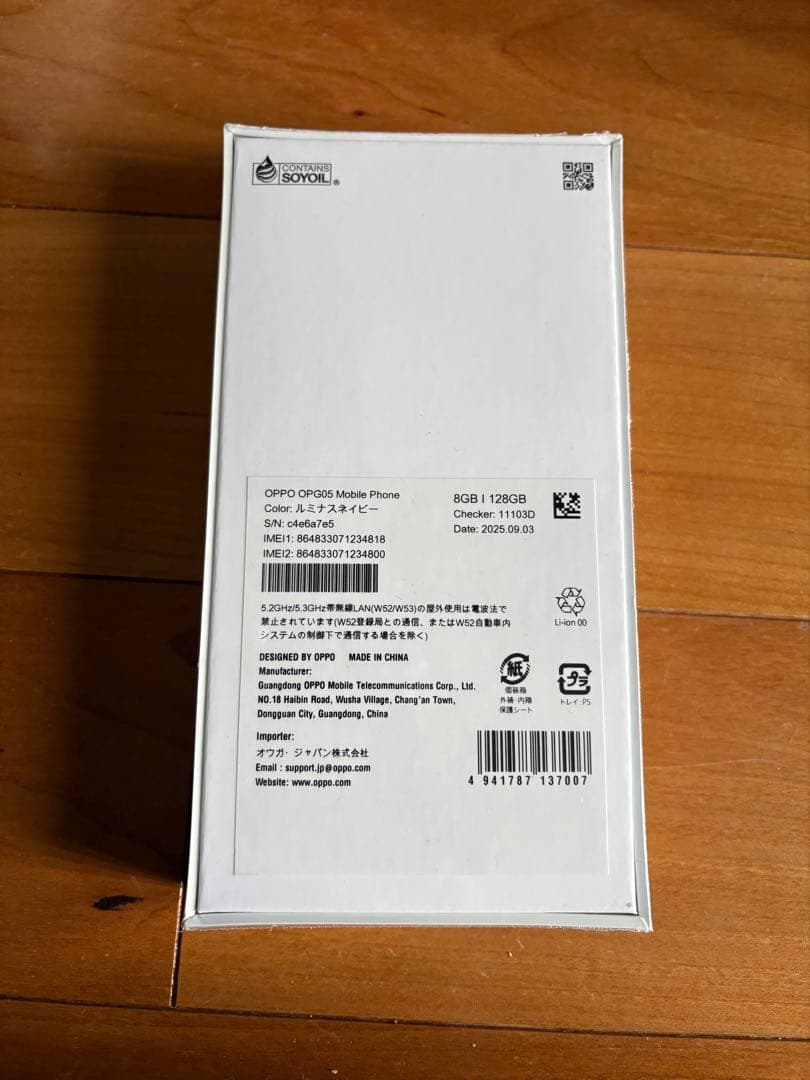 CONTAINS
SOYOIL®
OPPO OPG05 Mobile Phone
Color: ルミナスネイビー
S/N: c4e6a7e5
IMEI1: 864833071234818
IMEI2: 864833071234800
8GB | 128GB
Checker: 11103D
Date: 2025.09.03
5.2GHz/5.3GHz帯無線LAN(W52/W53)の屋外使用は電波法で
禁止されています(W52登録局との通信、またはW52自動車内
システムの制御下で通信する場合を除く)
Li-ion 00
DESIGNED BY OPPO MADE IN CHINA
Manufacturer:
Guangdong OPPO Mobile Telecommunications Corp., Ltd.
NO.18 Haibin Road, Wusha Village, Chang'an Town,
Dongguan City, Guangdong, China
紙
個装箱
外装·内箱
保護シート
プラ
トレイ:PS
Importer:
オウガ・ジャパン株式会社
Email : support.jp@oppo.com
Website: www.oppo.com
4 941787 137007